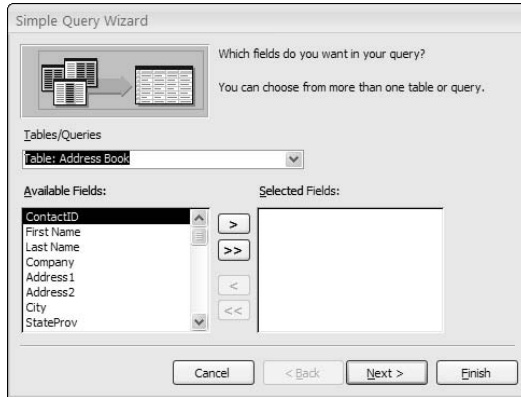 Simple Query Wizard
Which fields do you want in your query?
You can choose from more than one table or query.
Tables/Queries
Table: Address Book
Available Fields:
Selected Fields:
ContactID
First Name
Last Name
Company
Address1
Address2
City
StateProv
>
>>
<
<<
Cancel
< Back
Next >
Finish